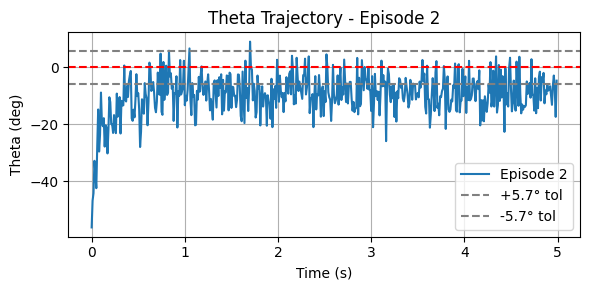 Theta Trajectory - Episode 2
Theta (deg)
0
−20
−40
0
1
2
3
4
5
Time (s)
Episode 2
+5.7° tol
-5.7° tol